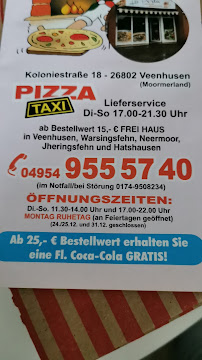 Koloniestraße 18 - 26802 Veenhusen
(Moormerland)
PIZZA
TAXI
Lieferservice
Di-So 17.00-21.30 Uhr
ab Bestellwert 15,- € FREI HAUS
in Veenhusen, Warsingsfehn, Neermoor,
Jheringsfehn und Hatshausen
04954 955 57 40
(im Notfall/bei Störung 0174-9508234)
ÖFFNUNGSZEITEN:
Di.-So. 11.30-14.00 Uhr und 17.00-22.00 Uhr
MONTAG RUHETAG (an Feiertagen geöffnet)
(24./25.12. und 31.12. geschlossen)
Ab 25,- € Bestellwert erhalten Sie
eine Fl. Coca-Cola GRATIS!